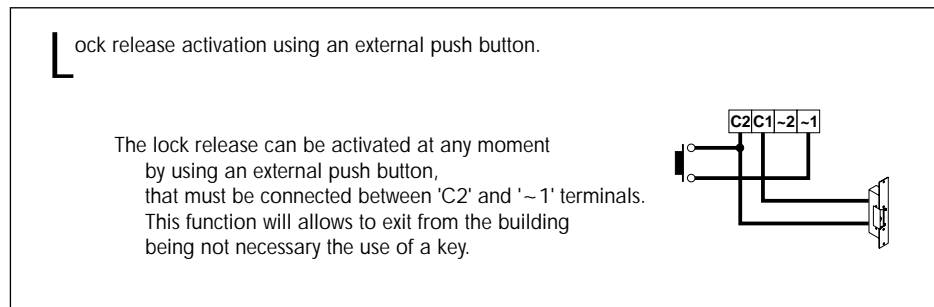 Lock release activation using an external push button.
C2 C1 ~2 ~1
The lock release can be activated at any moment
by using an external push button,
that must be connected between 'C2' and '~1' terminals.
This function will allows to exit from the building
being not necessary the use of a key.